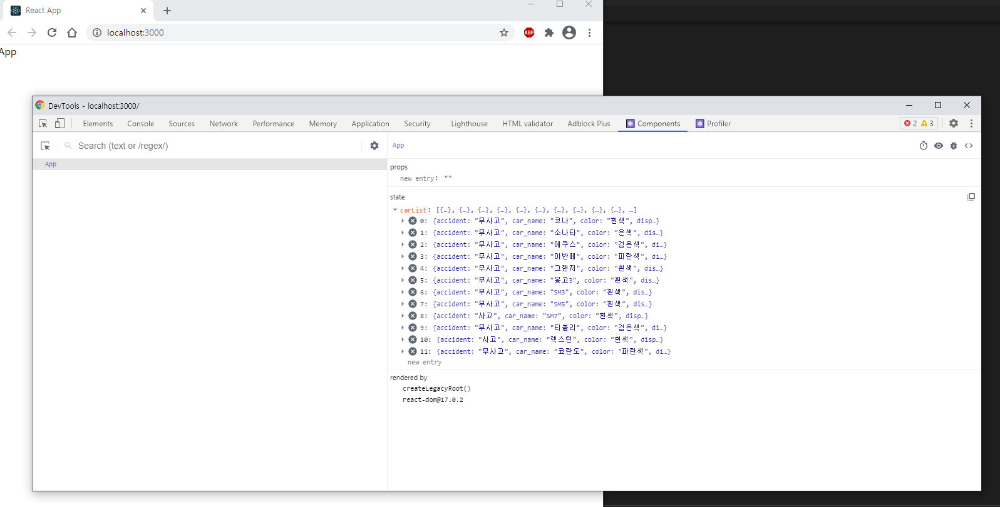 React App
localhost:3000
ABP
App
DevTools - localhost:3000/
Elements Console Sources Network Performance Memory Application Security Lighthouse HTML validator Adblock Plus Components Profiler 2 3
Search (text or /regex/)
App
App
props
new entry: ""
state
carList: [{…}, {…}, {…}, {…}, {…}, {…}, {…}, {…}, {…}, {…}, …]
0: {accident: "무사고", car_name: "코나", color: "흰색", disp…}
1: {accident: "무사고", car_name: "소나타", color: "은색", dis…}
2: {accident: "무사고", car_name: "에쿠스", color: "검은색", di…}
3: {accident: "무사고", car_name: "아반떼", color: "파란색", di…}
4: {accident: "무사고", car_name: "그랜저", color: "흰색", dis…}
5: {accident: "무사고", car_name: "봉고3", color: "흰색", dis…}
6: {accident: "무사고", car_name: "SM3", color: "흰색", dis…}
7: {accident: "무사고", car_name: "SM5", color: "흰색", dis…}
8: {accident: "사고", car_name: "SM7", color: "흰색", disp…}
9: {accident: "무사고", car_name: "티볼리", color: "검은색", di…}
10: {accident: "사고", car_name: "렉스턴", color: "흰색", disp…}
11: {accident: "무사고", car_name: "코란도", color: "파란색", di…}
new entry
rendered by
createLegacyRoot()
react-dom@17.0.2